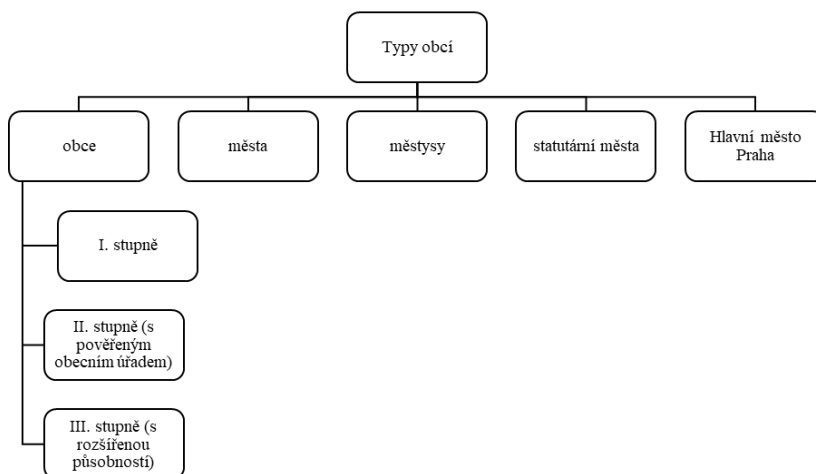 Typy obcí
obce
města
městysy
statutární města
Hlavní město
Praha
I. stupně
II. stupně (s
pověřeným
obecním úřadem)
III. stupně (s
rozšířenou
působností)